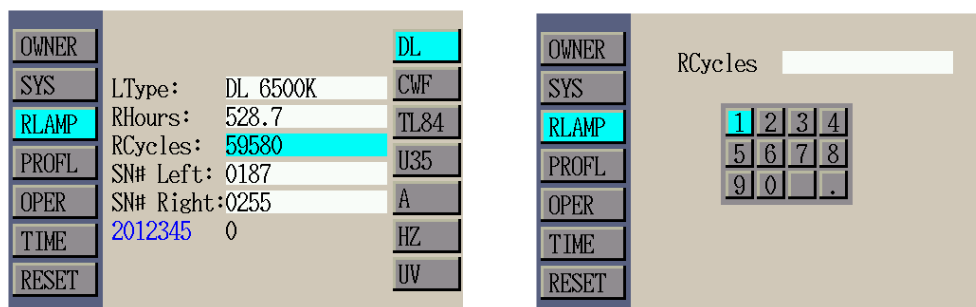 OWNER
SYS
RLAMP
PROFL
OPER
TIME
RESET
LType: DL 6500K
RHours: 528.7
RCycles: 59580
SN# Left: 0187
SN# Right:0255
2012345 0
DL
CWF
TL84
U35
A
HZ
UV
OWNER
SYS
RLAMP
PROFL
OPER
TIME
RESET
RCycles
1 2 3 4
5 6 7 8
9 0 .